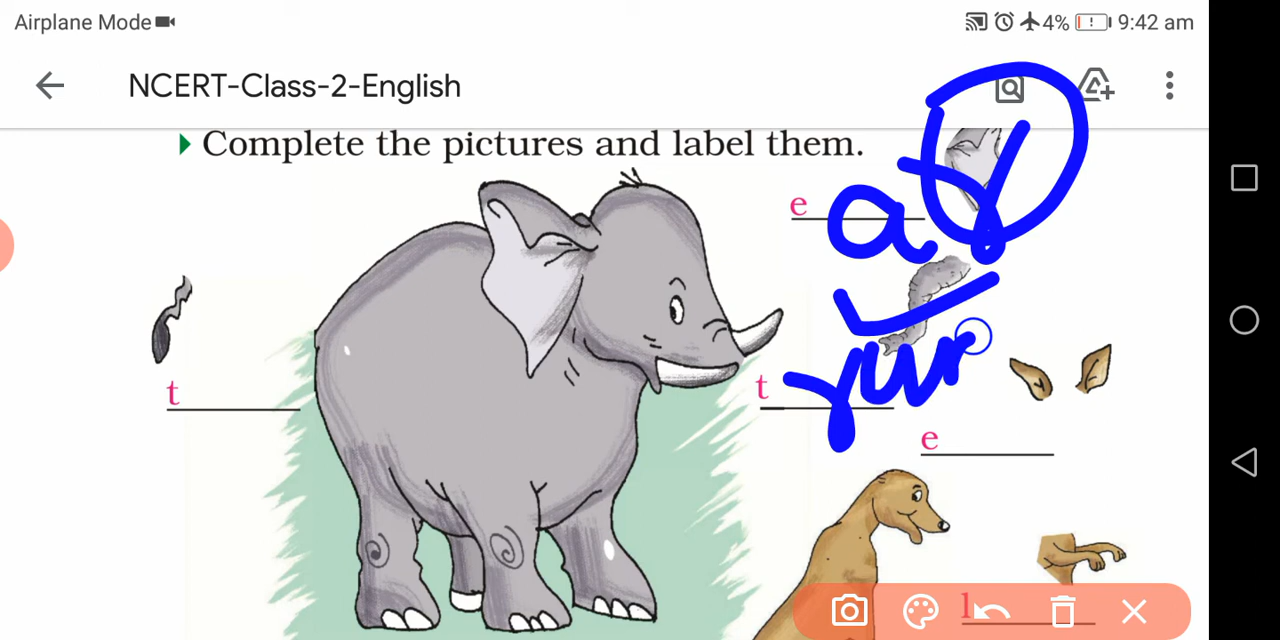 Airplane Mode 4% 9:42 am
NCERT-Class-2-English
Complete the pictures and label them.
e
t
t
e
l